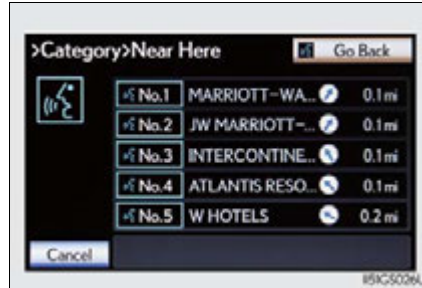 >Category>Near Here Go Back
No.1 MARRIOTT-WA... 0.1 mi
No.2 JW MARRIOTT-... 0.1 mi
No.3 INTERCONTINE... 0.1 mi
No.4 ATLANTIS RESO... 0.1 mi
No.5 W HOTELS 0.2 mi
Cancel